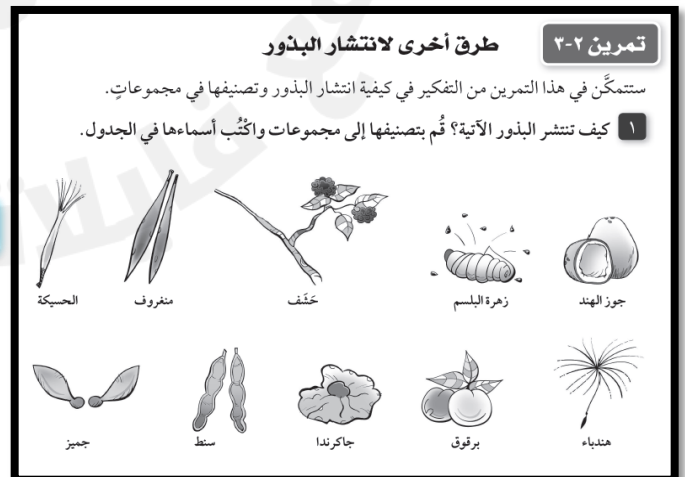 تمرين ٢-٣ طرق أخرى لانتشار البذور
ستتمكَّن في هذا التمرين من التفكير في كيفية انتشار البذور وتصنيفها في مجموعاتٍ.
١ كيف تنتشر البذور الآتية؟ قُم بتصنيفها إلى مجموعات واكْتُب أسماءها في الجدول.
جوز الهند زهرة البلسم حَشَف منغروف الحسيكة
هندباء برقوق جاكرندا سنط جميز